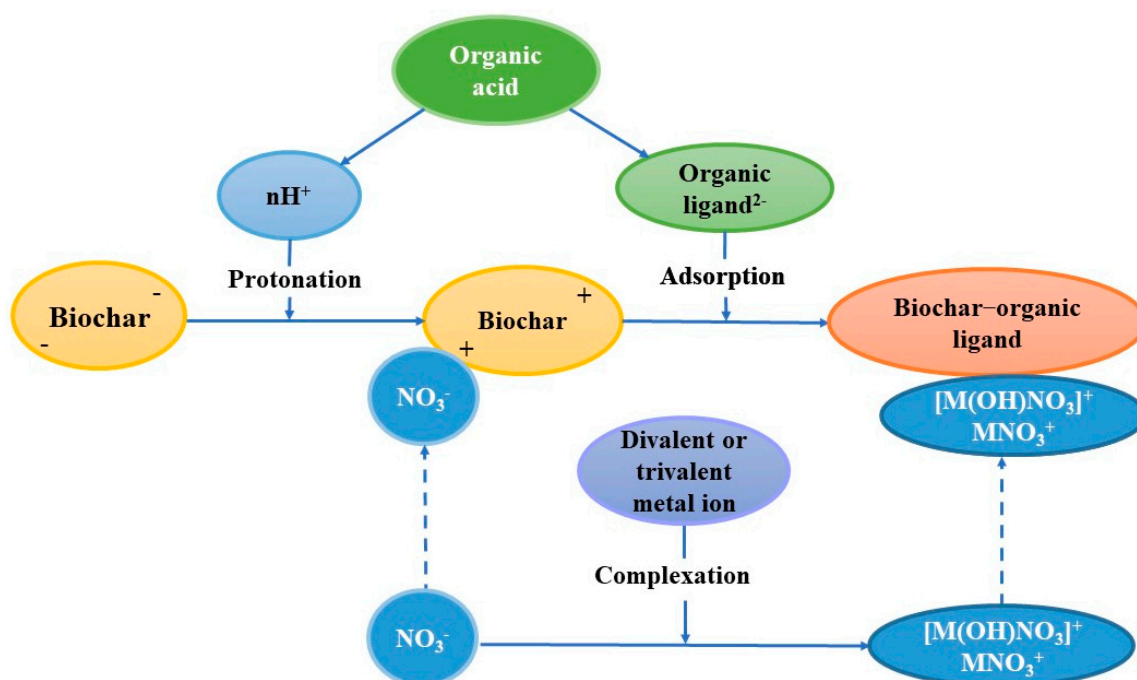 Organic
acid
nH⁺
Organic
ligand²⁻
Protonation
Adsorption
Biochar
-
-
Biochar
+
+
Biochar–organic
ligand
NO₃⁻
[M(OH)NO₃]⁺
MNO₃⁺
Divalent or
trivalent
metal ion
Complexation
NO₃⁻
[M(OH)NO₃]⁺
MNO₃⁺